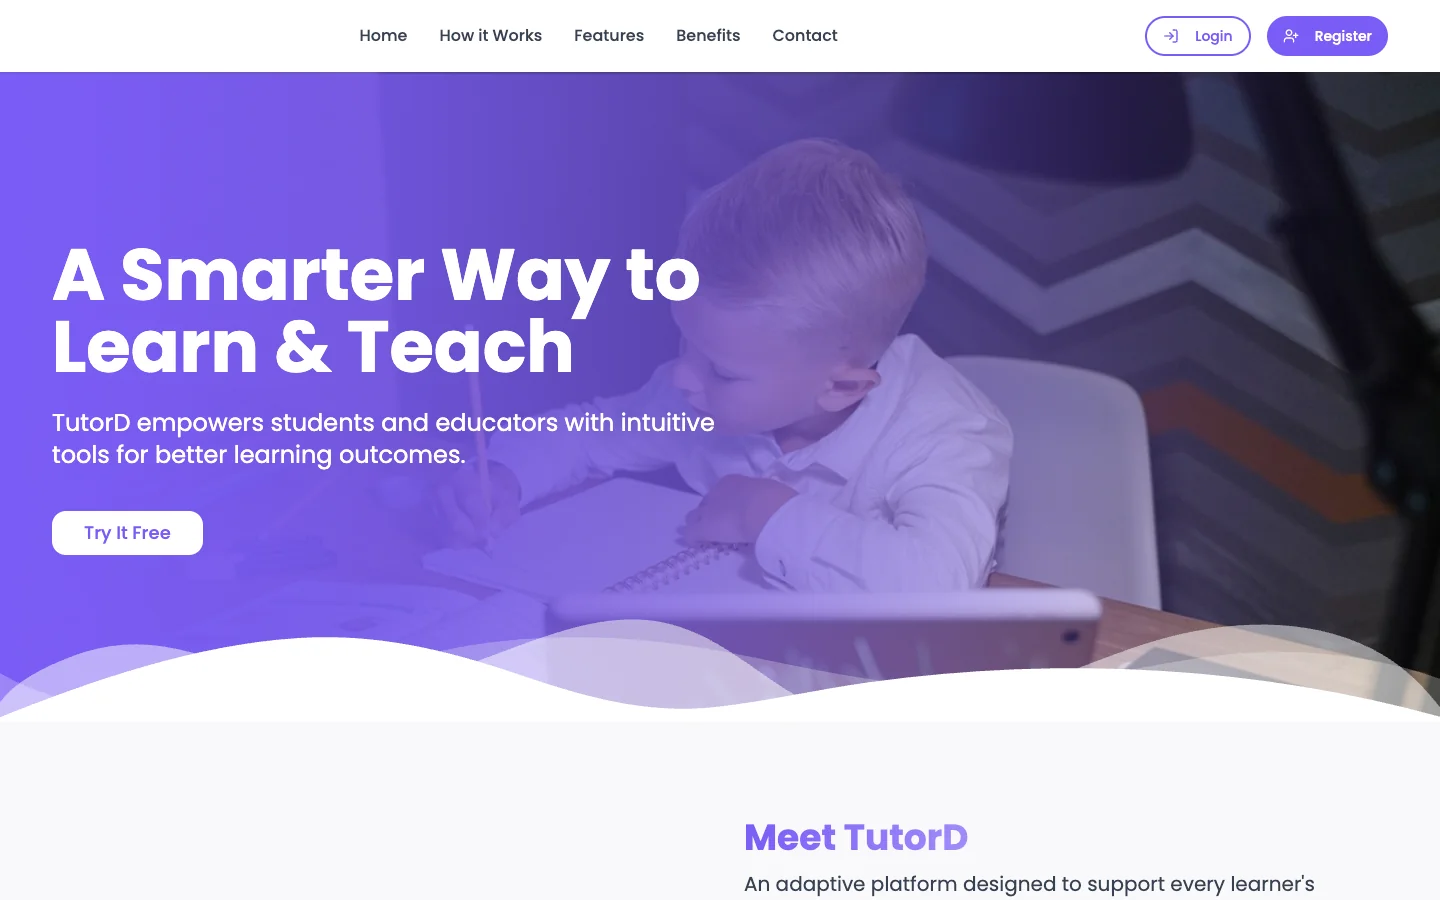 Home
How it Works
Features
Benefits
Contact
Login
Register
A Smarter Way to
Learn & Teach
TutorD empowers students and educators with intuitive
tools for better learning outcomes.
Try It Free
Meet TutorD
An adaptive platform designed to support every learner's